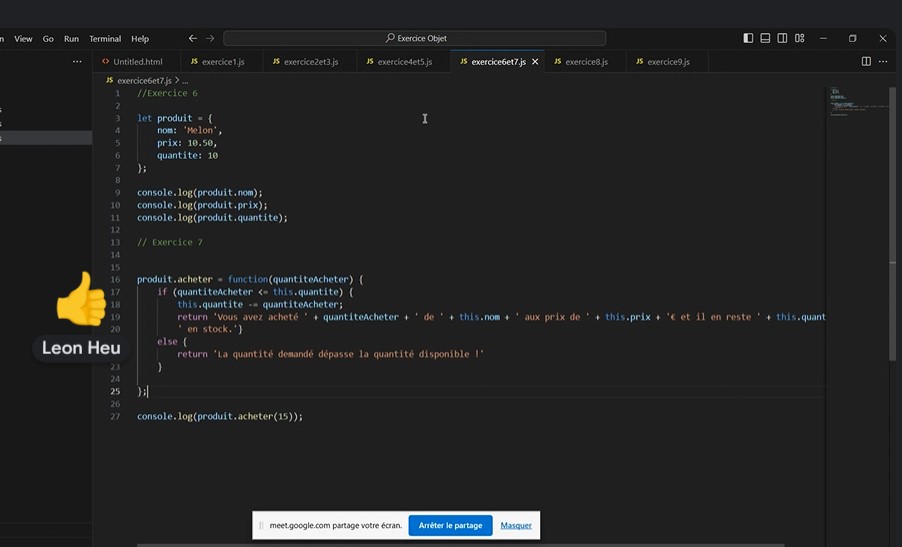 View Go Run Terminal Help
Exercice Objet
Untitled.html
JS exercice1.js
JS exercice2et3.js
JS exercice4et5.js
JS exercice6et7.js
JS exercice8.js
JS exercice9.js
JS exercice6et7.js > ...
1 //Exercice 6
2
3 let produit = {
4 nom: 'Melon',
5 prix: 10.50,
6 quantite: 10
7 };
8
9 console.log(produit.nom);
10 console.log(produit.prix);
11 console.log(produit.quantite);
12
13 // Exercice 7
14
15
16 produit.acheter = function(quantiteAcheter) {
17 if (quantiteAcheter <= this.quantite) {
18 this.quantite -= quantiteAcheter;
19 return 'Vous avez acheté ' + quantiteAcheter + ' de ' + this.nom + ' aux prix de ' + this.prix + '€ et il en reste ' + this.quant
20 ' en stock.'}
else {
return 'La quantité demandé dépasse la quantité disponible !'
23 }
24
25 };
26
27 console.log(produit.acheter(15));
Leon Heu
meet.google.com partage votre écran.
Arrêter le partage
Masquer